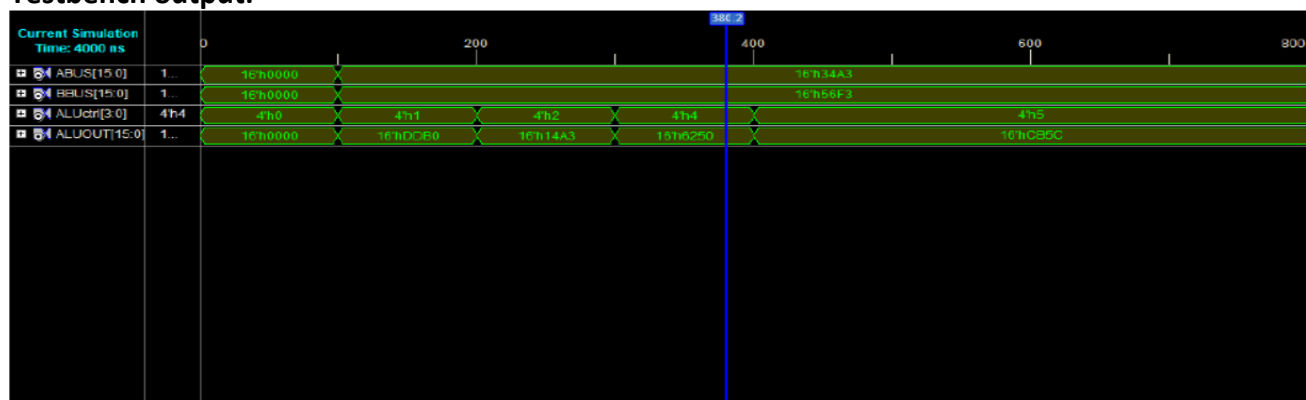 Testbench output:
380.2
Current Simulation
Time: 4000 ns
0 200 400 600 800
ABUS[15:0] 1... 16'h0000 16'h34A3
BBUS[15:0] 1... 16'h0000 16'h56F3
ALUctrl[3:0] 4'h4 4'h0 4'h1 4'h2 4'h4 4'h5
ALUOUT[15:0] 1... 16'h0000 16'hDDB0 16'h14A3 16'h6250 16'hCB5C